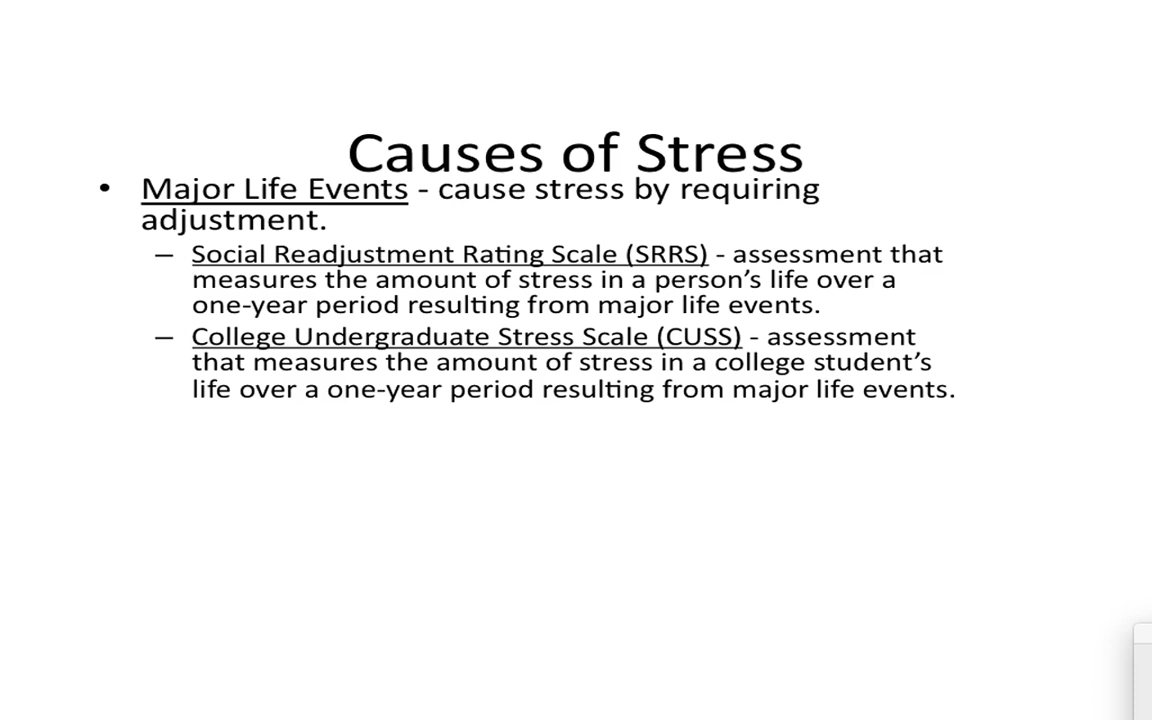 Causes of Stress
• Major Life Events - cause stress by requiring
adjustment.
– Social Readjustment Rating Scale (SRRS) - assessment that
measures the amount of stress in a person’s life over a
one-year period resulting from major life events.
– College Undergraduate Stress Scale (CUSS) - assessment
that measures the amount of stress in a college student’s
life over a one-year period resulting from major life events.